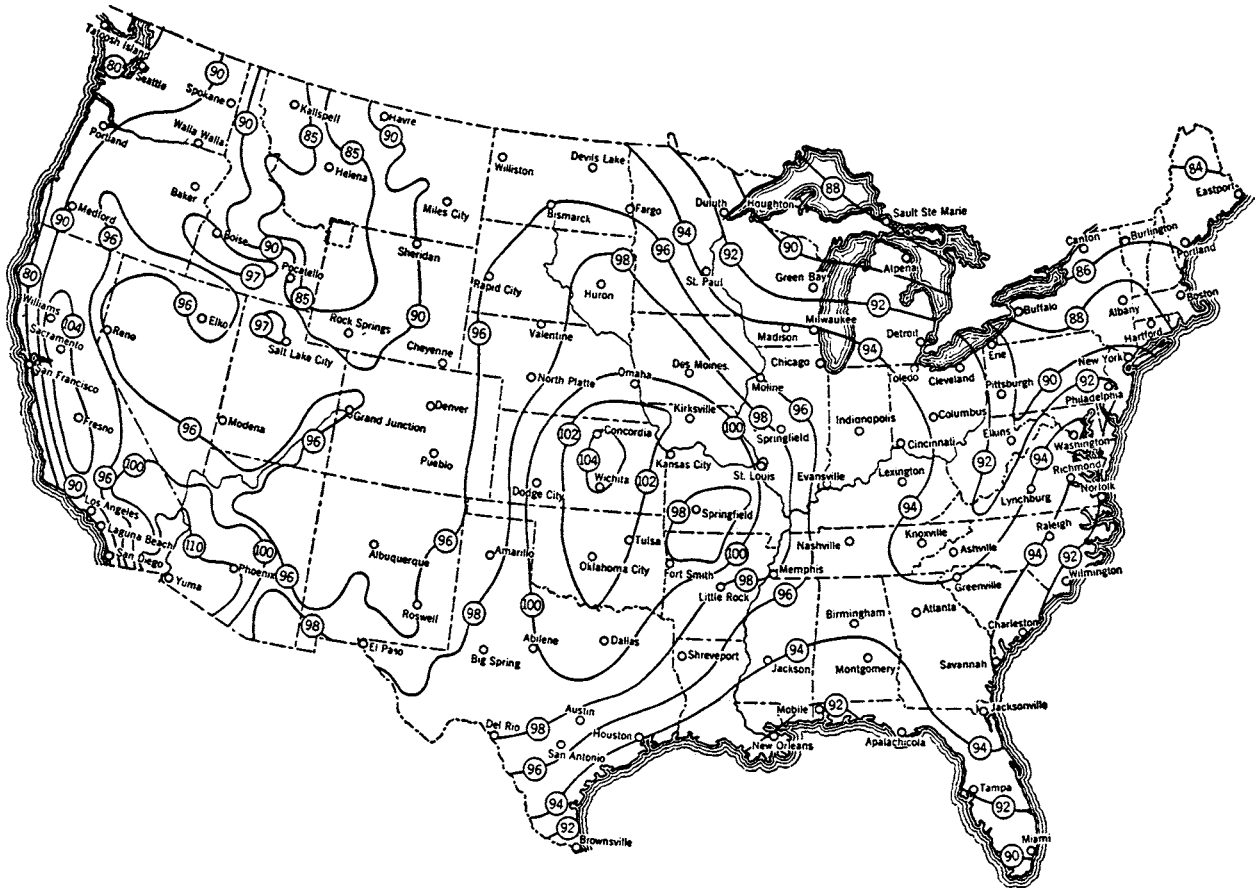 Tatoosh Island
80
Seattle
90
Spokane
90
Kalispell
85
Havre
90
85
Portland
Walla Walla
Helena
Williston
Devils Lake
Baker
Miles City
Bismarck
Fargo
Duluth
Houghton
88
Sault Ste Marie
84
Eastport
90
Medford
96
Boise
90
97
Pocatello
85
Sheridan
94
96
98
92
90
Green Bay
Alpena
Canton
Burlington
Portland
86
80
Williams
104
Sacramento
Reno
96
Elko
97
Salt Lake City
Rock Springs
90
Rapid City
Huron
St. Paul
92
Buffalo
88
Albany
Boston
Hartford
San Francisco
Cheyenne
96
Valentine
Madison
Milwaukee
94
Detroit
Erie
New York
Fresno
96
Modena
Grand Junction
96
Denver
North Platte
Omaha
Des Moines
Moline
Chicago
Toledo
Cleveland
Pittsburgh
90
92
Philadelphia
Pueblo
102
Concordia
104
Wichita
Kirksville
100
98
96
Springfield
Indianopolis
Columbus
Elkins
Washington
90
96
100
Los Angeles
Laguna Beach
San Diego
110
Yuma
Phoenix
100
96
Albuquerque
96
Dodge City
Kansas City
102
St. Louis
Evansville
Cincinnati
Lexington
92
94
Richmond
Lynchburg
Norfolk
98
Springfield
94
Raleigh
Amarillo
Tulsa
Oklahoma City
100
Fort Smith
98
Little Rock
Memphis
96
Nashville
Knoxville
Ashville
Greenville
94
92
Wilmington
98
El Paso
Roswell
98
Big Spring
100
Abilene
Dallas
Shreveport
Birmingham
Atlanta
Charleston
94
Jackson
Montgomery
Savannah
Del Rio
98
Austin
Houston
San Antonio
96
94
92
Brownsville
Mobile
92
New Orleans
Apalachicola
Jacksonville
94
Tampa
92
Miami
90